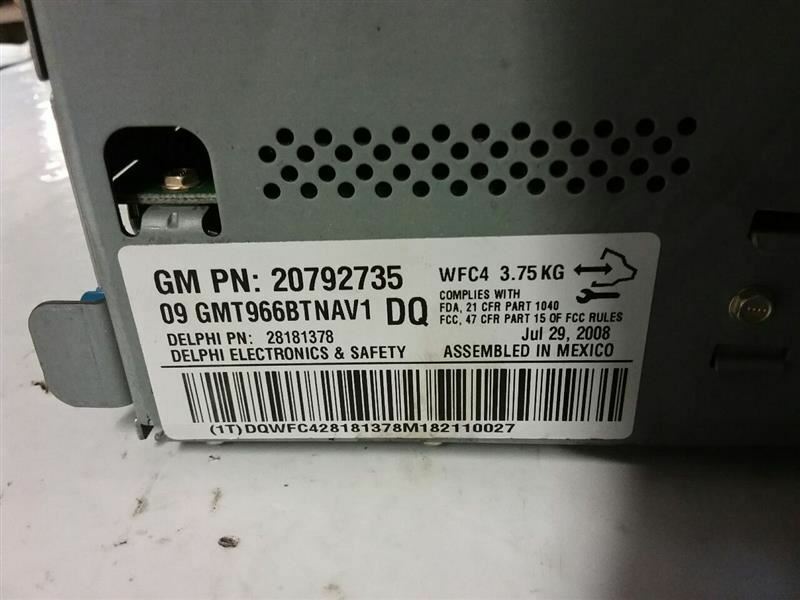 GM PN: 20792735
WFC4 3.75 KG
09 GMT966BTNAV1 DQ
COMPLIES WITH
FDA, 21 CFR PART 1040
FCC, 47 CFR PART 15 OF FCC RULES
DELPHI PN: 28181378
Jul 29, 2008
DELPHI ELECTRONICS & SAFETY
ASSEMBLED IN MEXICO
(1T)DQWFC428181378M182110027